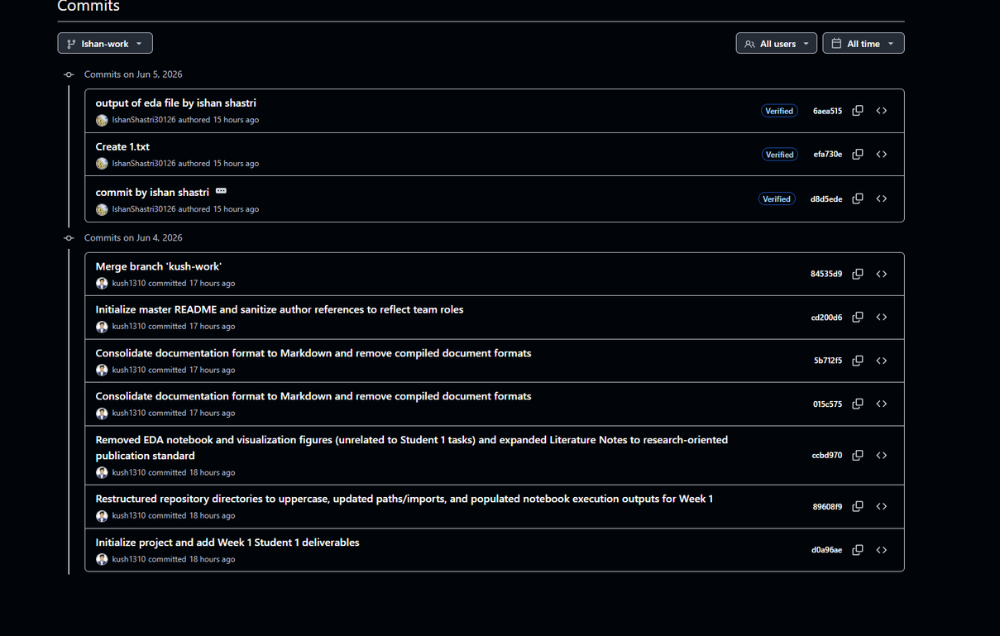 Commits
Ishan-work
All users
All time
Commits on Jun 5, 2026
output of eda file by ishan shastri
IshanShastri30126 authored 15 hours ago
Verified
6aea515
Create 1.txt
IshanShastri30126 authored 15 hours ago
Verified
efa730e
commit by ishan shastri
IshanShastri30126 authored 15 hours ago
Verified
d8d5ede
Commits on Jun 4, 2026
Merge branch 'kush-work'
kush1310 committed 17 hours ago
84535d9
Initialize master README and sanitize author references to reflect team roles
kush1310 committed 17 hours ago
cd200d6
Consolidate documentation format to Markdown and remove compiled document formats
kush1310 committed 17 hours ago
5b712f5
Consolidate documentation format to Markdown and remove compiled document formats
kush1310 committed 17 hours ago
015c575
Removed EDA notebook and visualization figures (unrelated to Student 1 tasks) and expanded Literature Notes to research-oriented
publication standard
kush1310 committed 18 hours ago
ccbd970
Restructured repository directories to uppercase, updated paths/imports, and populated notebook execution outputs for Week 1
kush1310 committed 18 hours ago
89608f9
Initialize project and add Week 1 Student 1 deliverables
kush1310 committed 18 hours ago
d0a96ae